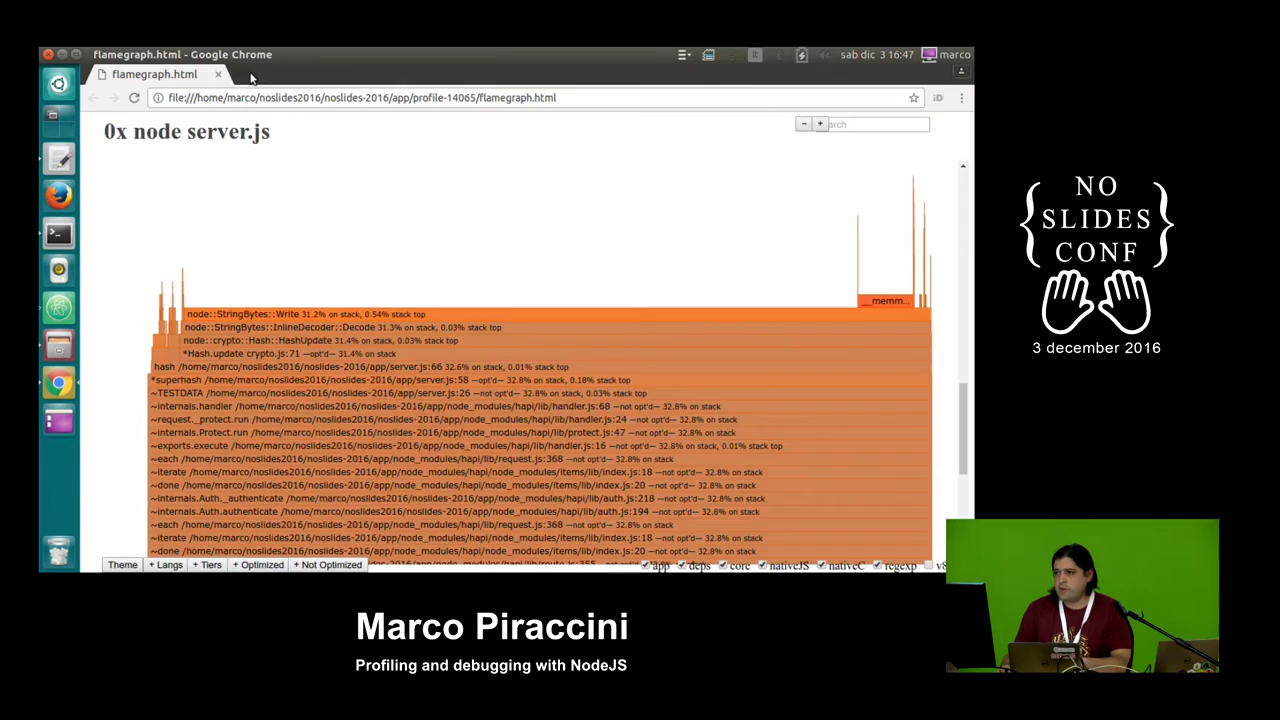 flamegraph.html - Google Chrome
sab dic 3 16:47 marco
flamegraph.html
file:///home/marco/noslides2016/noslides-2016/app/profile-14065/flamegraph.html
iD
0x node server.js
- + arch
__memm...
node::StringBytes::Write 31.2% on stack, 0.54% stack top
node::StringBytes::InlineDecoder::Decode 31.3% on stack, 0.03% stack top
node::crypto::Hash::HashUpdate 31.4% on stack, 0.03% stack top
*Hash.update crypto.js:71 —opt'd— 31.4% on stack
hash /home/marco/noslides2016/noslides-2016/app/server.js:66 32.6% on stack, 0.01% stack top
*superhash /home/marco/noslides2016/noslides-2016/app/server.js:58 —opt'd— 32.8% on stack, 0.18% stack top
~TESTDATA /home/marco/noslides2016/noslides-2016/app/server.js:26 —not opt'd— 32.8% on stack, 0.03% stack top
~internals.handler /home/marco/noslides2016/noslides-2016/app/node_modules/hapi/lib/handler.js:68 —not opt'd— 32.8% on stack
~request._protect.run /home/marco/noslides2016/noslides-2016/app/node_modules/hapi/lib/handler.js:24 —not opt'd— 32.8% on stack
~internals.Protect.run /home/marco/noslides2016/noslides-2016/app/node_modules/hapi/lib/protect.js:47 —not opt'd— 32.8% on stack
~exports.execute /home/marco/noslides2016/noslides-2016/app/node_modules/hapi/lib/handler.js:16 —not opt'd— 32.8% on stack, 0.01% stack top
~each /home/marco/noslides2016/noslides-2016/app/node_modules/hapi/lib/request.js:368 —not opt'd— 32.8% on stack
~iterate /home/marco/noslides2016/noslides-2016/app/node_modules/hapi/node_modules/items/lib/index.js:18 —not opt'd— 32.8% on stack
~done /home/marco/noslides2016/noslides-2016/app/node_modules/hapi/node_modules/items/lib/index.js:20 —not opt'd— 32.8% on stack
~internals.Auth._authenticate /home/marco/noslides2016/noslides-2016/app/node_modules/hapi/lib/auth.js:218 —not opt'd— 32.8% on stack
~internals.Auth.authenticate /home/marco/noslides2016/noslides-2016/app/node_modules/hapi/lib/auth.js:194 —not opt'd— 32.8% on stack
~each /home/marco/noslides2016/noslides-2016/app/node_modules/hapi/lib/request.js:368 —not opt'd— 32.8% on stack
~iterate /home/marco/noslides2016/noslides-2016/app/node_modules/hapi/node_modules/items/lib/index.js:18 —not opt'd— 32.8% on stack
~done /home/marco/noslides2016/noslides-2016/app/node_modules/hapi/node_modules/items/lib/index.js:20 —not opt'd— 32.8% on stack
Theme + Langs + Tiers + Optimized + Not Optimized app deps core nativeJS nativeC regexp v8
NO
SLIDES
CONF
3 december 2016
Marco Piraccini
Profiling and debugging with NodeJS